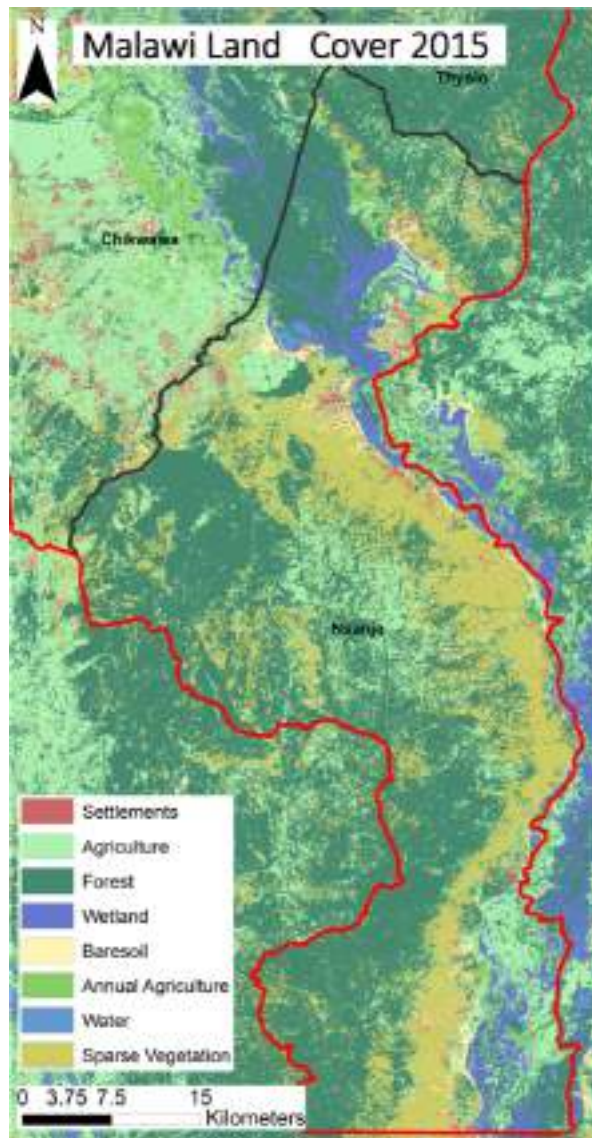 Malawi Land Cover 2015
N
Thyolo
Chikwawa
Nsanje
Settlements
Agriculture
Forest
Wetland
Baresoil
Annual Agriculture
Water
Sparse Vegetation
0 3.75 7.5 15
Kilometers